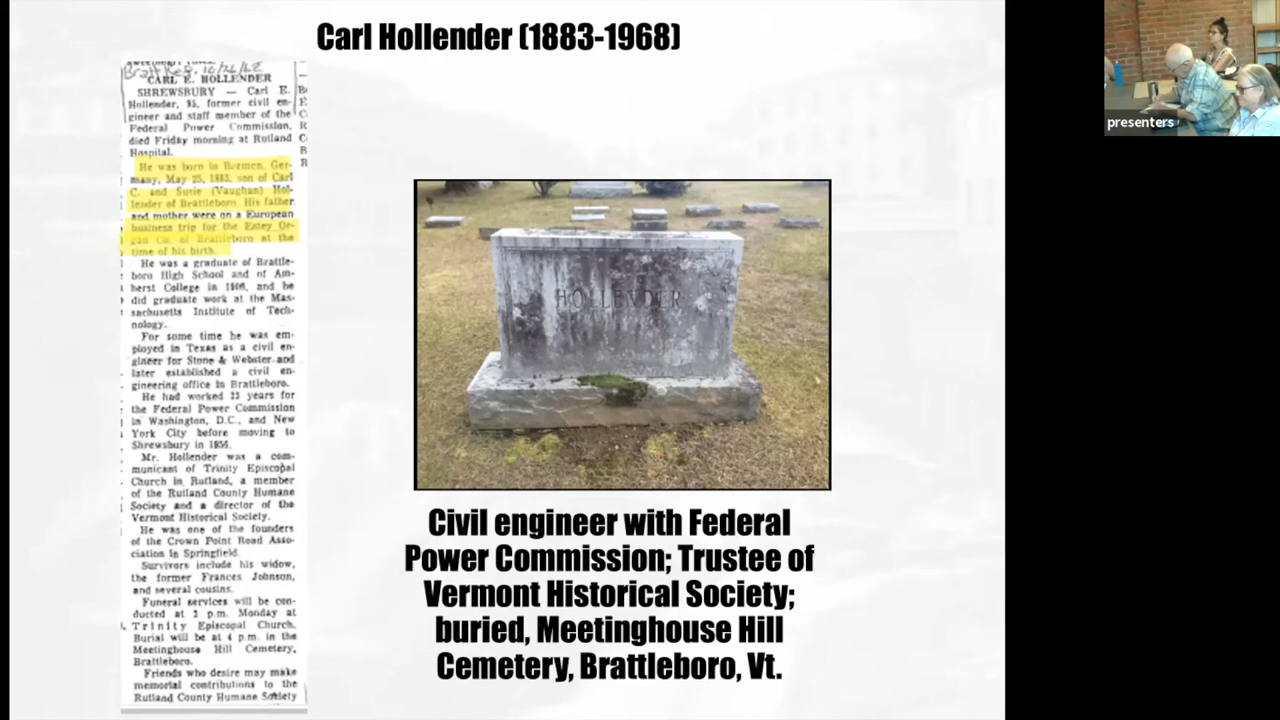 Carl Hollender (1883-1968)
CARL E. HOLLENDER
SHREWSBURY — Carl E.
Hollender, 85, former civil en-
gineer and staff member of the
Federal Power Commission,
died Friday morning at Rutland
Hospital.
He was born in Bremen, Ger-
many, May 25, 1883, son of Carl
C. and Susie (Vaughan) Hol-
lender of Brattleboro. His father
and mother were on a European
business trip for the Estey Or-
gan Co. of Brattleboro at the
time of his birth.
He was a graduate of Brattle-
boro High School and of Am-
herst College in 1906, and he
did graduate work at the Mas-
sachusetts Institute of Tech-
nology.
For some time he was em-
ployed in Texas as a civil en-
gineer for Stone & Webster and
later established a civil en-
gineering office in Brattleboro.
He had worked 23 years for
the Federal Power Commission
in Washington, D.C., and New
York City before moving to
Shrewsbury in
Mr. Hollender was a com-
municant of Trinity Episcopal
Church in Rutland, a member
of the Rutland County Humane
Society and a director of the
Vermont Historical Society.
He was one of the founders
of the Crown Point Road Asso-
ciation in Springfield.
Survivors include his widow,
the former Frances Johnson,
and several cousins.
Funeral services will be con-
ducted at 1 p.m. Monday at
Trinity Episcopal Church.
Burial will be at 4 p.m. in the
Meetinghouse Hill Cemetery,
Brattleboro.
Friends who desire may make
memorial contributions to the
Rutland County Humane Society
HOLLENDER
Civil engineer with Federal
Power Commission; Trustee of
Vermont Historical Society;
buried, Meetinghouse Hill
Cemetery, Brattleboro, Vt.
presenters